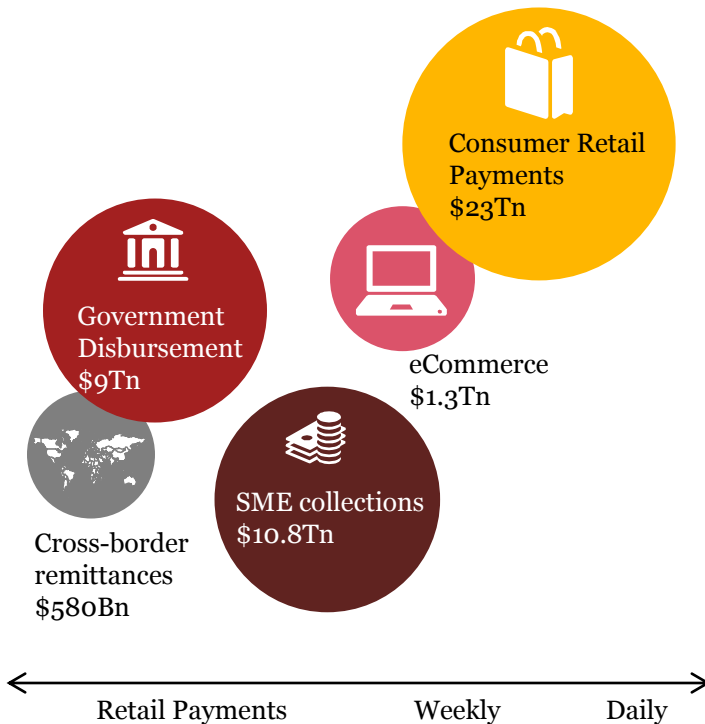 Consumer Retail
Payments
$23Tn
Government
Disbursement
$9Tn
eCommerce
$1.3Tn
SME collections
$10.8Tn
Cross-border
remittances
$580Bn
Retail Payments
Weekly
Daily